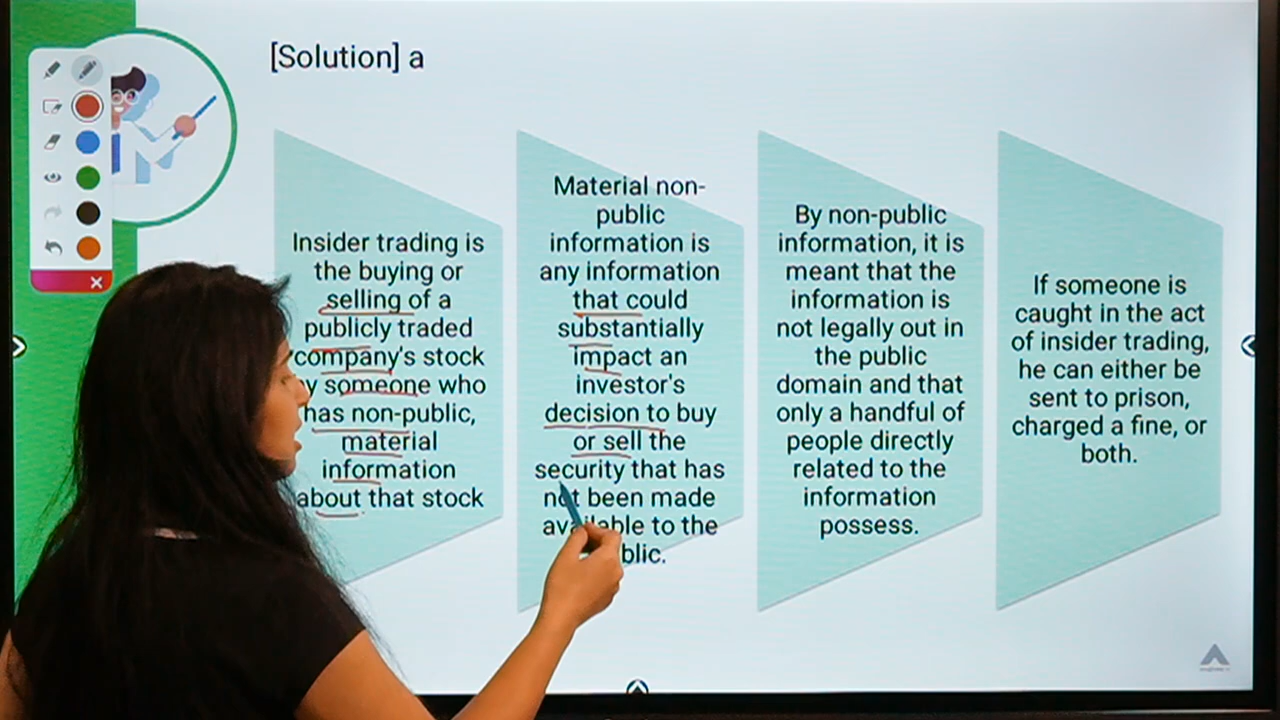 [Solution] a
Insider trading is
the buying or
selling of a
publicly traded
company's stock
someone who
has non-public,
material
information
about that stock
Material non-
public
information is
any information
that could
substantially
impact an
investor's
decision to buy
or sell the
security that has
not been made
available to the
By non-public
information, it is
meant that the
information is
not legally out in
the public
domain and that
only a handful of
people directly
related to the
information
possess.
If someone is
caught in the act
of insider trading,
he can either be
sent to prison,
charged a fine, or
both.